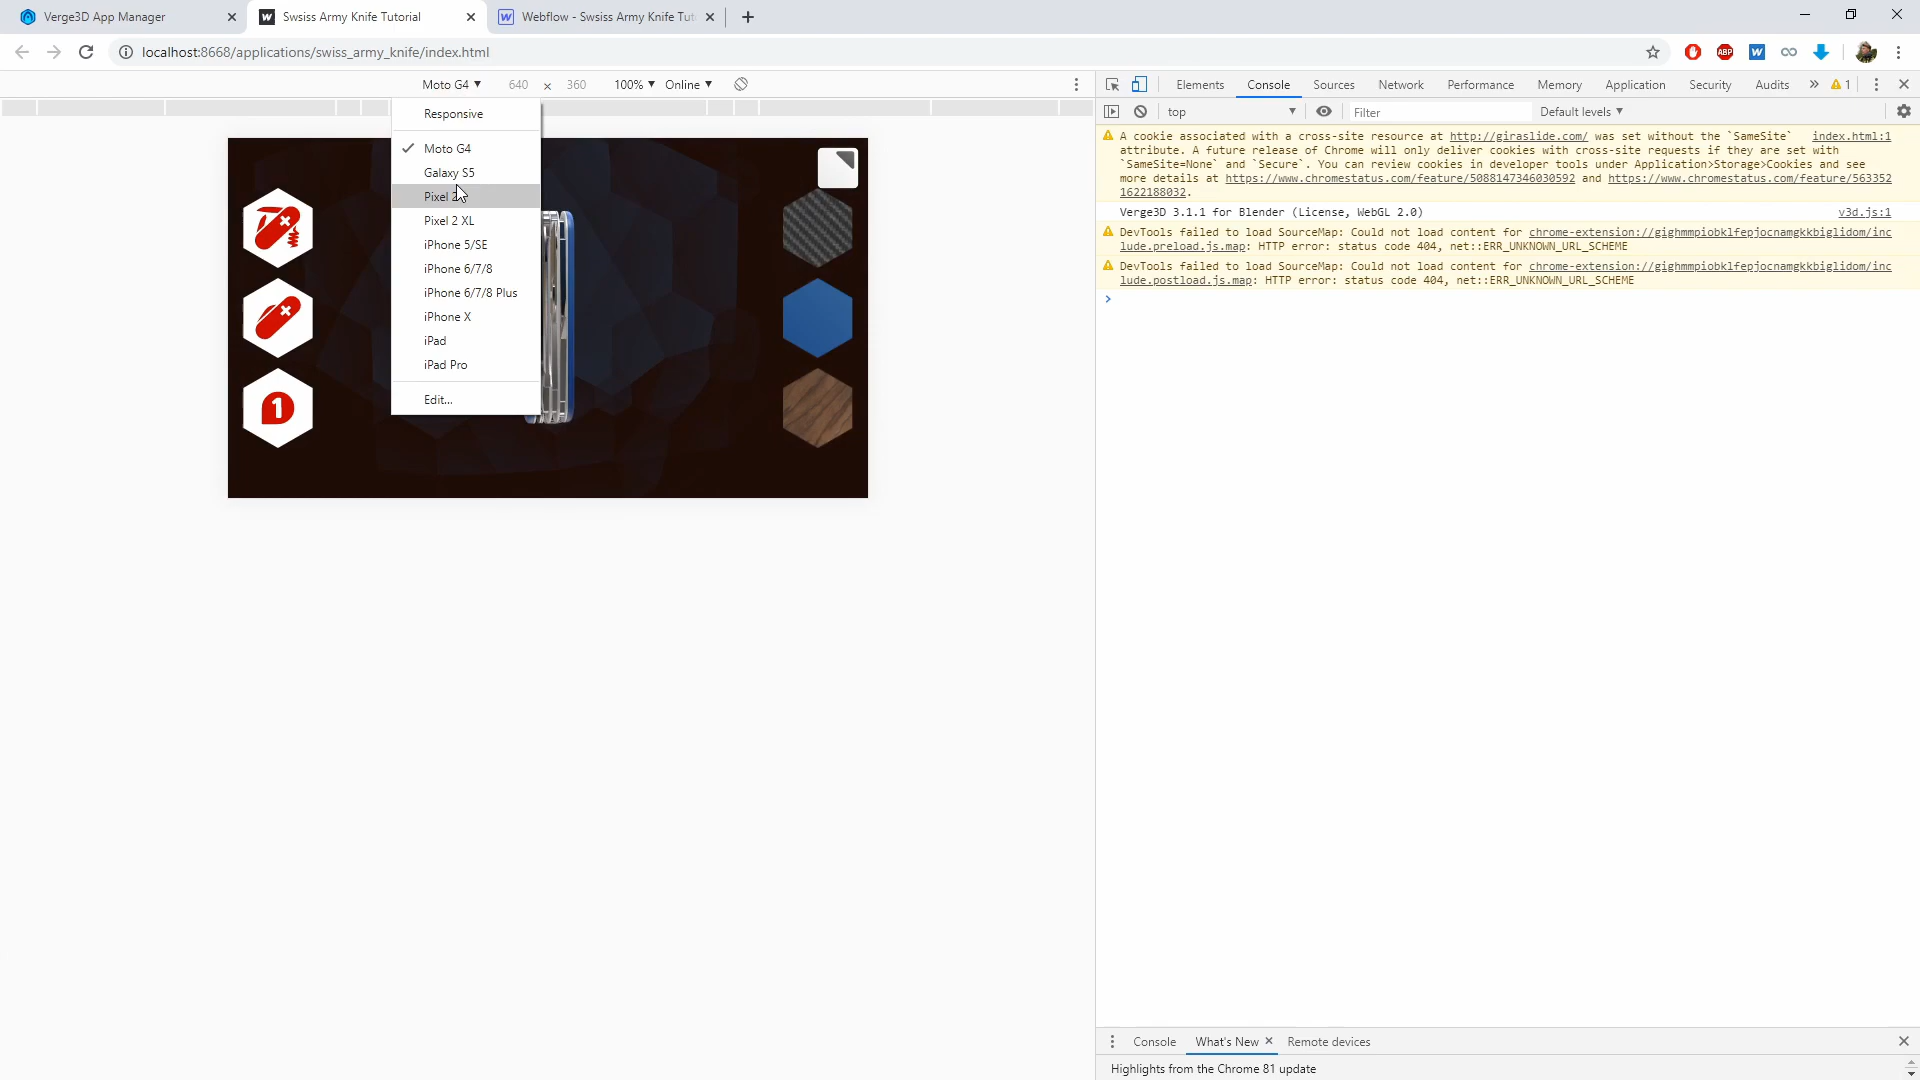 Verge3D App Manager
Swsiss Army Knife Tutorial
Webflow - Swsiss Army Knife Tut
localhost:8668/applications/swiss_army_knife/index.html
ABP
W
Moto G4 640 x 360 100% Online
Elements Console Sources Network Performance Memory Application Security Audits » 1
top Filter Default levels
Responsive
Moto G4
Galaxy S5
Pixel 2
Pixel 2 XL
iPhone 5/SE
iPhone 6/7/8
iPhone 6/7/8 Plus
iPhone X
iPad
iPad Pro
Edit...
1
A cookie associated with a cross-site resource at http://giraslide.com/ was set without the `SameSite` index.html:1
attribute. A future release of Chrome will only deliver cookies with cross-site requests if they are set with
`SameSite=None` and `Secure`. You can review cookies in developer tools under Application>Storage>Cookies and see
more details at https://www.chromestatus.com/feature/5088147346030592 and https://www.chromestatus.com/feature/563352
1622188032.
Verge3D 3.1.1 for Blender (License, WebGL 2.0) v3d.js:1
DevTools failed to load SourceMap: Could not load content for chrome-extension://gighmmpiobklfepjocnamgkkbiglidom/inc
lude.preload.js.map: HTTP error: status code 404, net::ERR_UNKNOWN_URL_SCHEME
DevTools failed to load SourceMap: Could not load content for chrome-extension://gighmmpiobklfepjocnamgkkbiglidom/inc
lude.postload.js.map: HTTP error: status code 404, net::ERR_UNKNOWN_URL_SCHEME
Console What's New Remote devices
Highlights from the Chrome 81 update